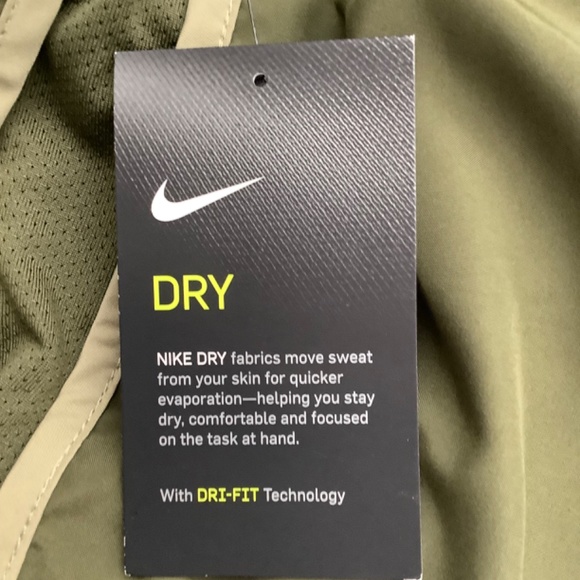 DRY
NIKE DRY fabrics move sweat
from your skin for quicker
evaporation—helping you stay
dry, comfortable and focused
on the task at hand.
With DRI-FIT Technology